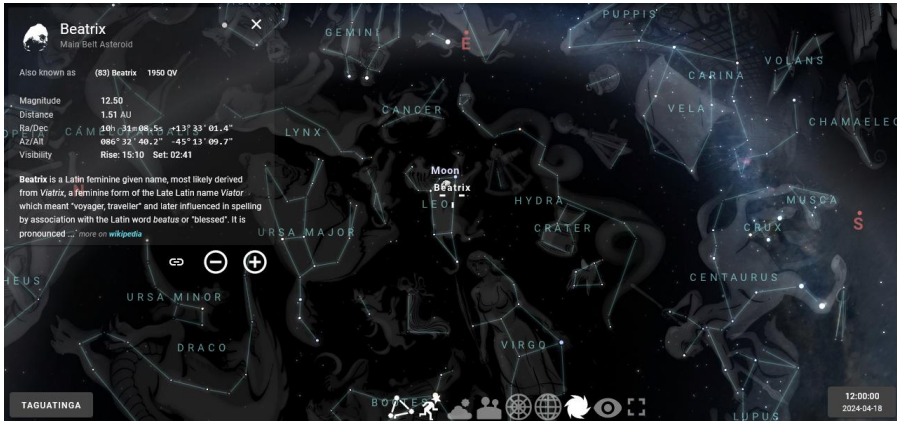 Beatrix
Main Belt Asteroid
Also known as (83) Beatrix 1950 QV
Magnitude 12.50
Distance 1.51 AU
Ra/Dec 10h 31m 08.5s +13°33'01.4"
Az/Alt 086°32'40.2" -45°13'09.7"
Visibility Rise: 15:10 Set: 02:41
Beatrix is a Latin feminine given name, most likely derived
from Viatrix, a feminine form of the Late Latin name Viator
which meant "voyager, traveller" and later influenced in spelling
by association with the Latin word beatus or "blessed". It is
pronounced ...' more on wikipedia
PUPPIS
GEMINI
E
VOLANS
CARINA
CANCER
VELA
CHAMAELEO
LYNX
Moon
Beatrix
LEO
HYDRA
MUSCA
S
CRATER
CRUX
URSA MAJOR
CENTAURUS
HEUS
URSA MINOR
DRACO
VIRGO
LUPUS
TAGUATINGA
12:00:00
2024-04-18